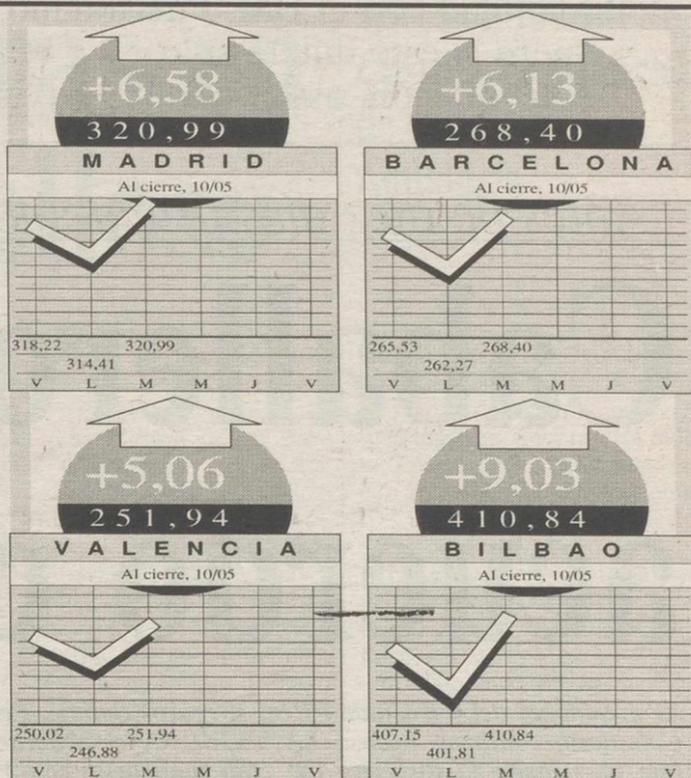 +6,58
320,99
MADRID
Al cierre, 10/05
318,22 320,99
314,41
V L M M J V
+6,13
268,40
BARCELONA
Al cierre, 10/05
265,53 268,40
262,27
V L M M J V
+5,06
251,94
VALENCIA
Al cierre, 10/05
250,02 251,94
246,88
V L M M J V
+9,03
410,84
BILBAO
Al cierre, 10/05
407,15 410,84
401,81
V L M M J V